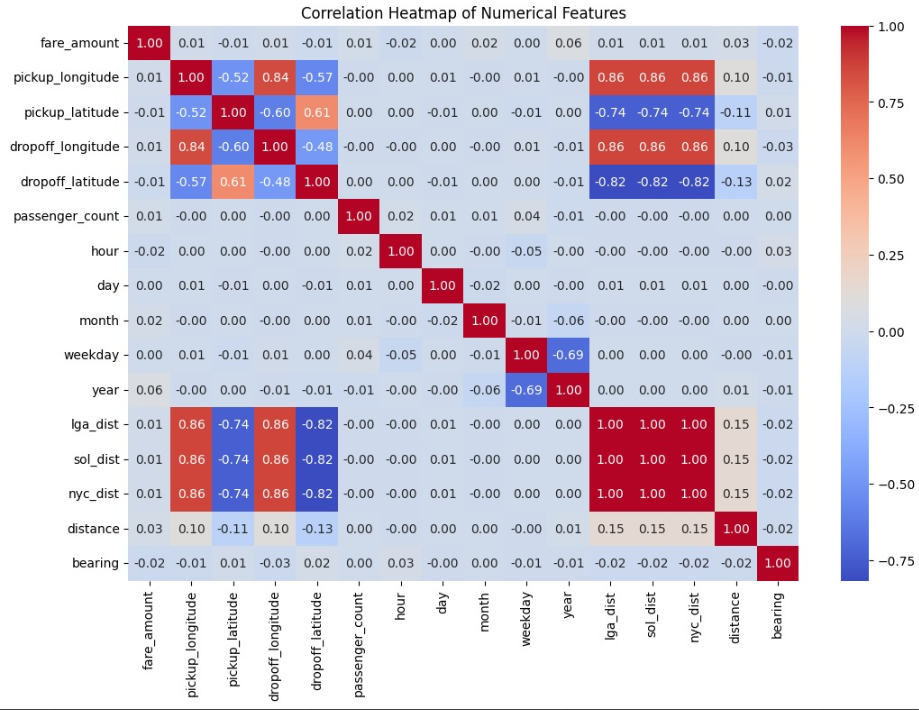 Correlation Heatmap of Numerical Features
fare_amount 1.00 0.01 -0.01 0.01 -0.01 0.01 -0.02 0.00 0.02 0.00 0.06 0.01 0.01 0.01 0.03 -0.02
pickup_longitude 0.01 1.00 -0.52 0.84 -0.57 -0.00 0.00 0.01 -0.00 0.01 -0.00 0.86 0.86 0.86 0.10 -0.01
pickup_latitude -0.01 -0.52 1.00 -0.60 0.61 0.00 0.00 -0.01 0.00 -0.01 0.00 -0.74 -0.74 -0.74 -0.11 0.01
dropoff_longitude 0.01 0.84 -0.60 1.00 -0.48 -0.00 0.00 0.01 -0.00 0.01 -0.01 0.86 0.86 0.86 0.10 -0.03
dropoff_latitude -0.01 -0.57 0.61 -0.48 1.00 0.00 0.00 -0.01 0.00 0.00 -0.01 -0.82 -0.82 -0.82 -0.13 0.02
passenger_count 0.01 -0.00 0.00 -0.00 0.00 1.00 0.02 0.01 0.01 0.04 -0.01 -0.00 -0.00 -0.00 0.00 0.00
hour -0.02 0.00 0.00 0.00 0.00 0.02 1.00 0.00 -0.00 -0.05 -0.00 -0.00 -0.00 -0.00 -0.00 0.03
day 0.00 0.01 -0.01 0.01 -0.01 0.01 0.00 1.00 -0.02 0.00 -0.00 0.01 0.01 0.01 0.00 -0.00
month 0.02 -0.00 0.00 -0.00 0.00 0.01 -0.00 -0.02 1.00 -0.01 -0.06 -0.00 -0.00 -0.00 0.00 0.00
weekday 0.00 0.01 -0.01 0.01 0.00 0.04 -0.05 0.00 -0.01 1.00 -0.69 0.00 0.00 0.00 -0.00 -0.01
year 0.06 -0.00 0.00 -0.01 -0.01 -0.01 -0.00 -0.00 -0.06 -0.69 1.00 0.00 0.00 0.00 0.01 -0.01
lga_dist 0.01 0.86 -0.74 0.86 -0.82 -0.00 -0.00 0.01 -0.00 0.00 0.00 1.00 1.00 1.00 0.15 -0.02
sol_dist 0.01 0.86 -0.74 0.86 -0.82 -0.00 -0.00 0.01 -0.00 0.00 0.00 1.00 1.00 1.00 0.15 -0.02
nyc_dist 0.01 0.86 -0.74 0.86 -0.82 -0.00 -0.00 0.01 -0.00 0.00 0.00 1.00 1.00 1.00 0.15 -0.02
distance 0.03 0.10 -0.11 0.10 -0.13 0.00 -0.00 0.00 0.00 -0.00 0.01 0.15 0.15 0.15 1.00 -0.02
bearing -0.02 -0.01 0.01 -0.03 0.02 0.00 0.03 -0.00 0.00 -0.01 -0.01 -0.02 -0.02 -0.02 -0.02 1.00
fare_amount
pickup_longitude
pickup_latitude
dropoff_longitude
dropoff_latitude
passenger_count
hour
day
month
weekday
year
lga_dist
sol_dist
nyc_dist
distance
bearing
1.00
0.75
0.50
0.25
0.00
−0.25
−0.50
−0.75